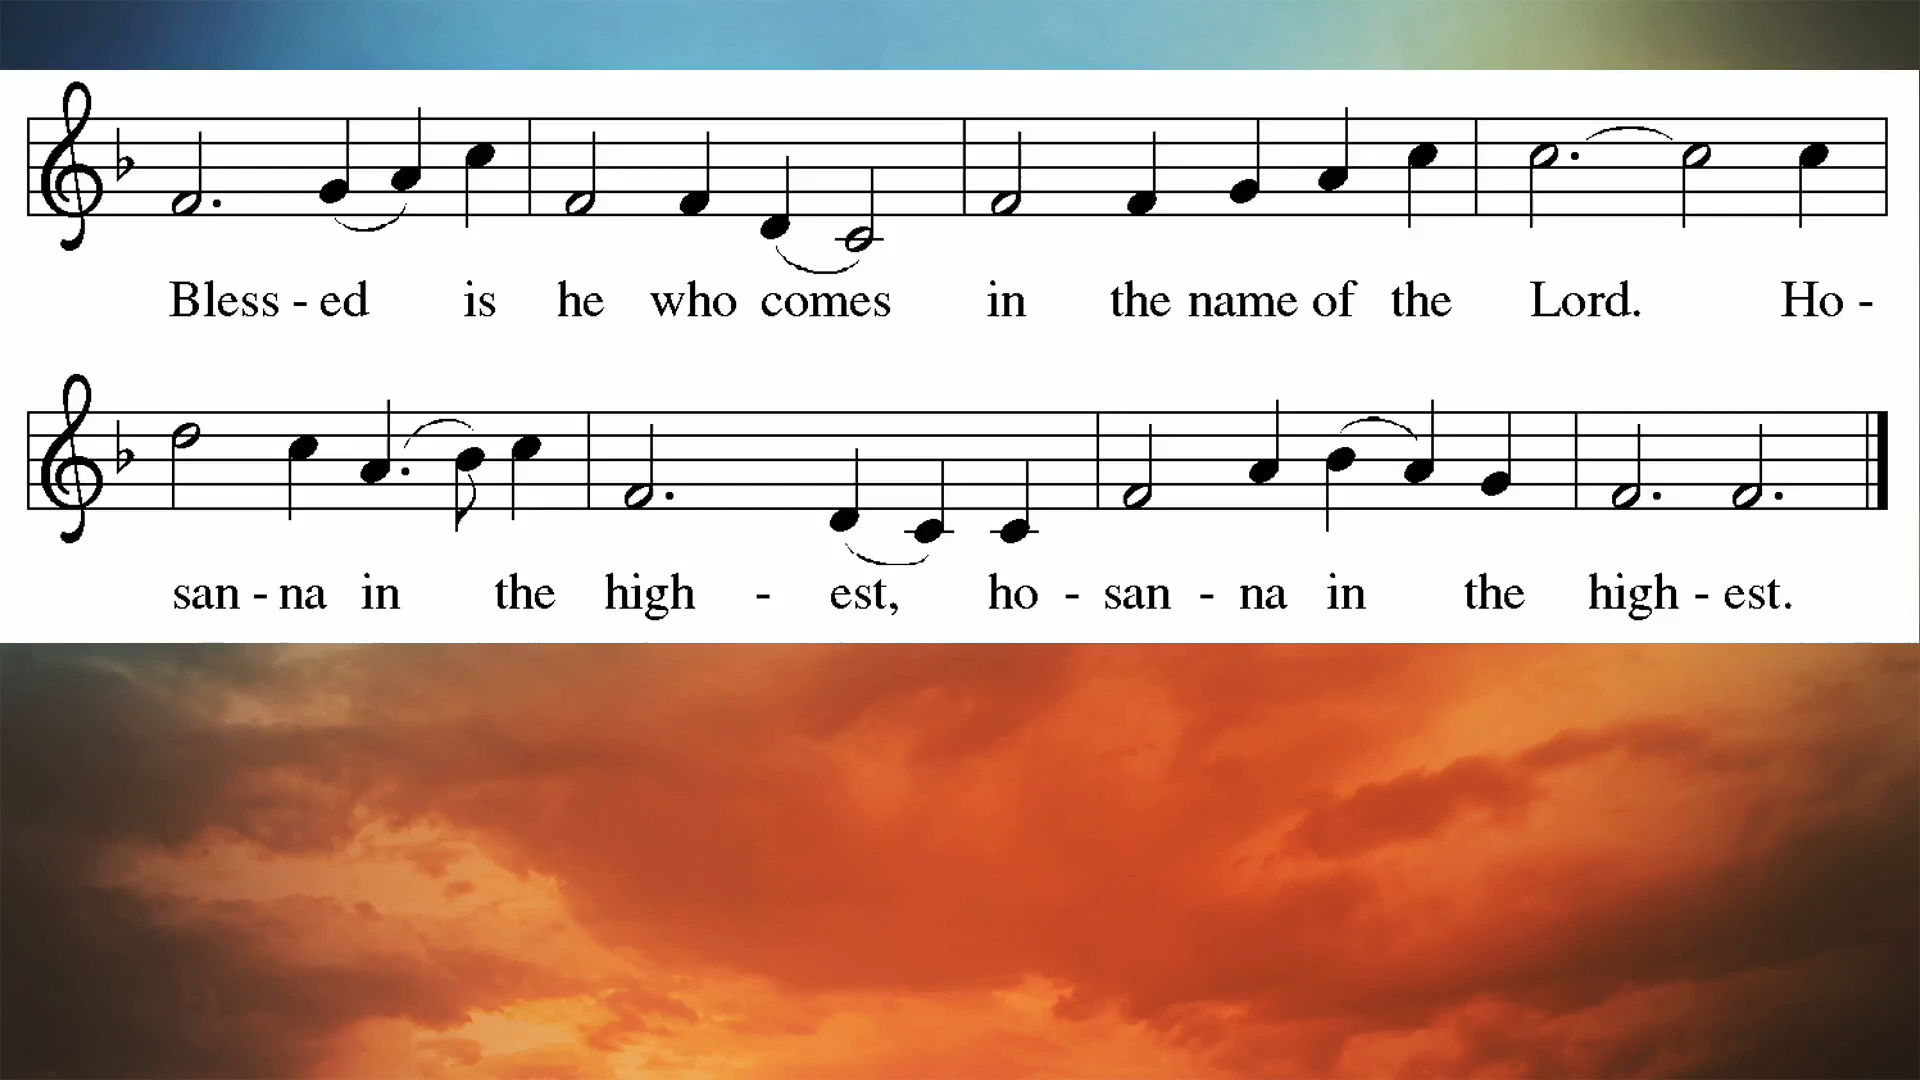 Bless - ed is he who comes in the name of the Lord. Ho -
san - na in the high - est, ho - san - na in the high - est.